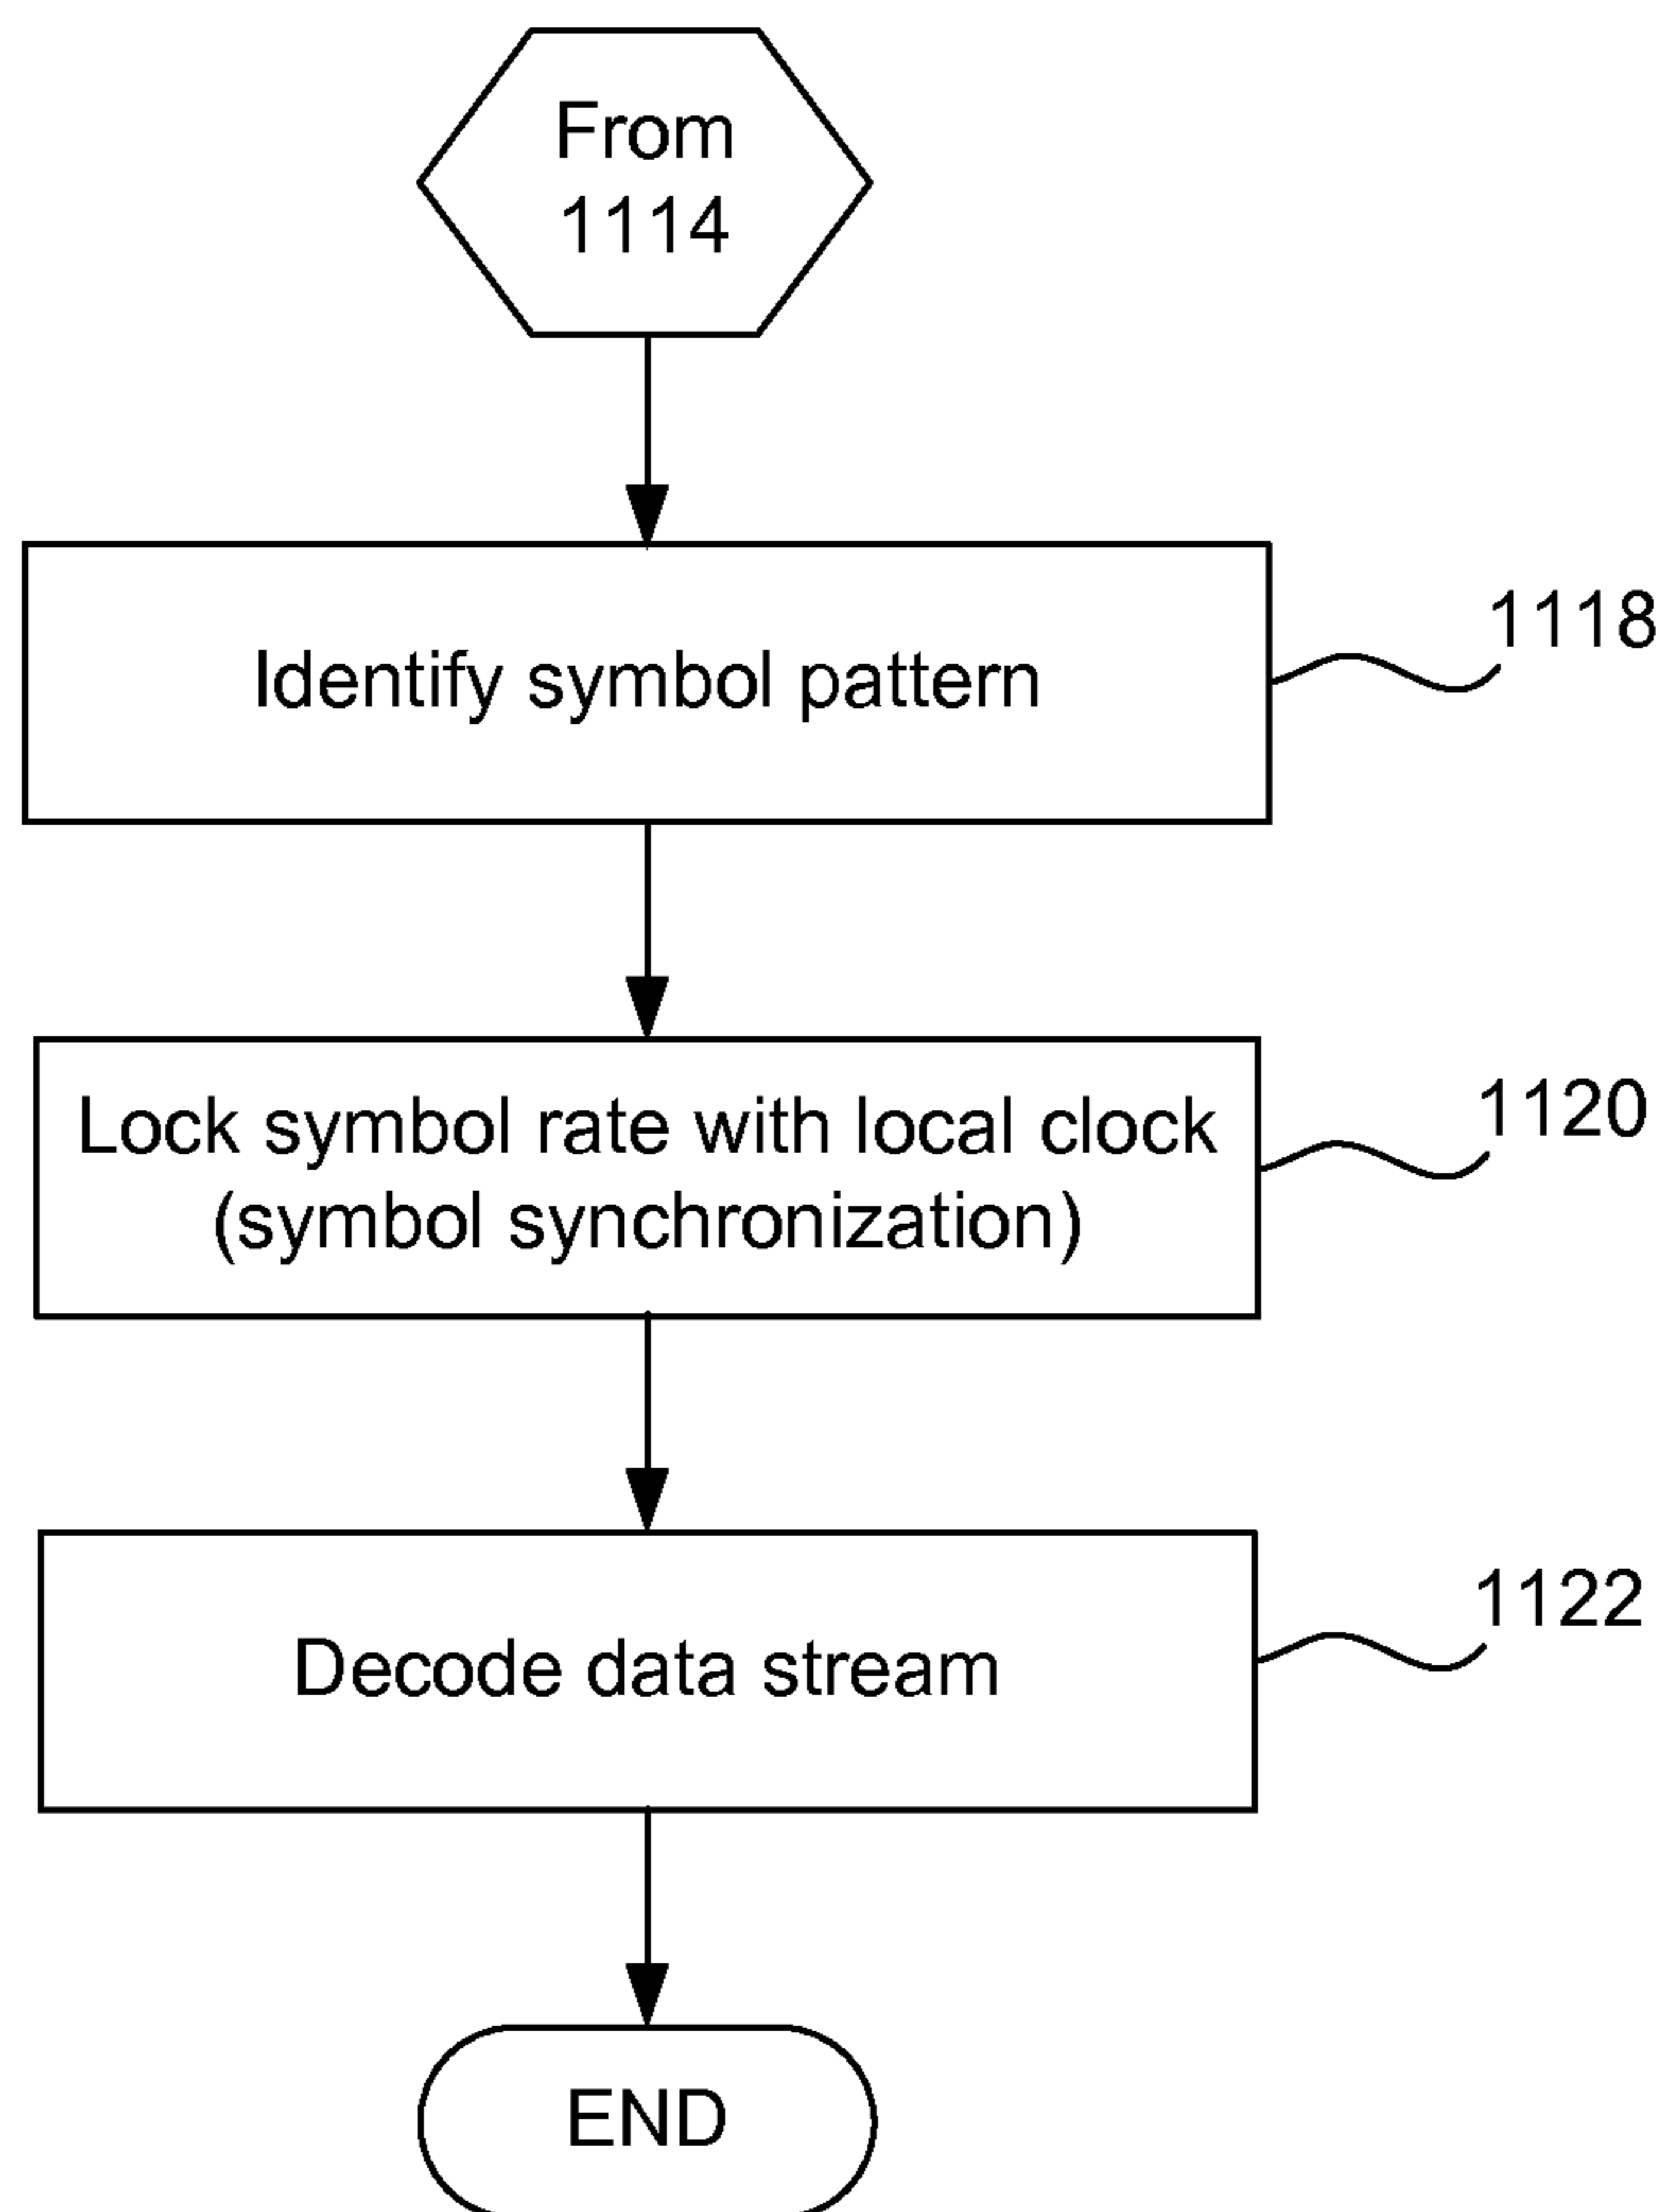 From
1114
1118
Identify symbol pattern
1120
Lock symbol rate with local clock
(symbol synchronization)
1122
Decode data stream
END